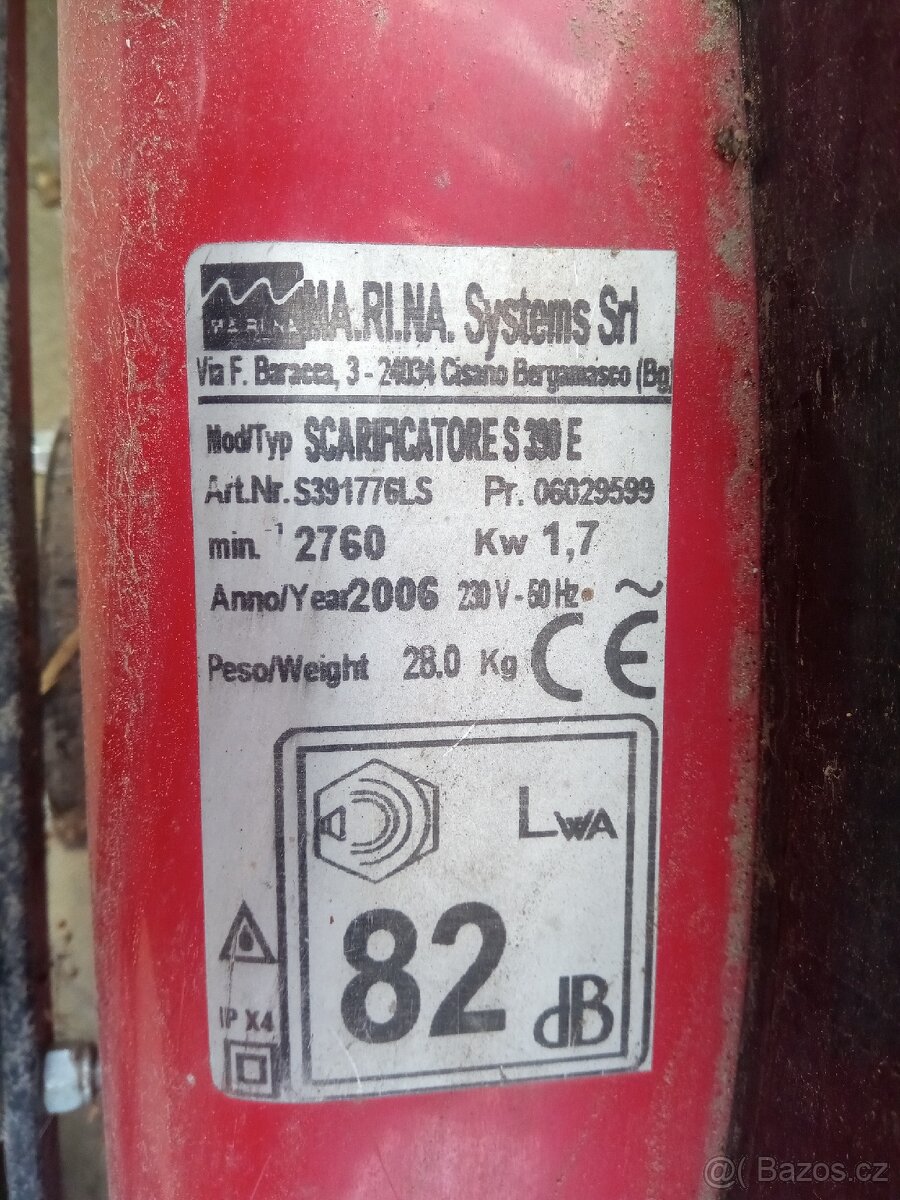 MA.RI.NA
MA.RI.NA. Systems Srl
Via F. Baracca, 3 - 24034 Cisano Bergamasco (Bg)
Mod/Typ SCARIFICATORE S 390 E
Art.Nr. S391776LS Pr. 06029599
min.⁻¹ 2760 Kw 1,7
Anno/Year 2006 230 V - 50 Hz ~
Peso/Weight 28.0 Kg CE
LWA
82 dB
IP X4
@( Bazos.cz